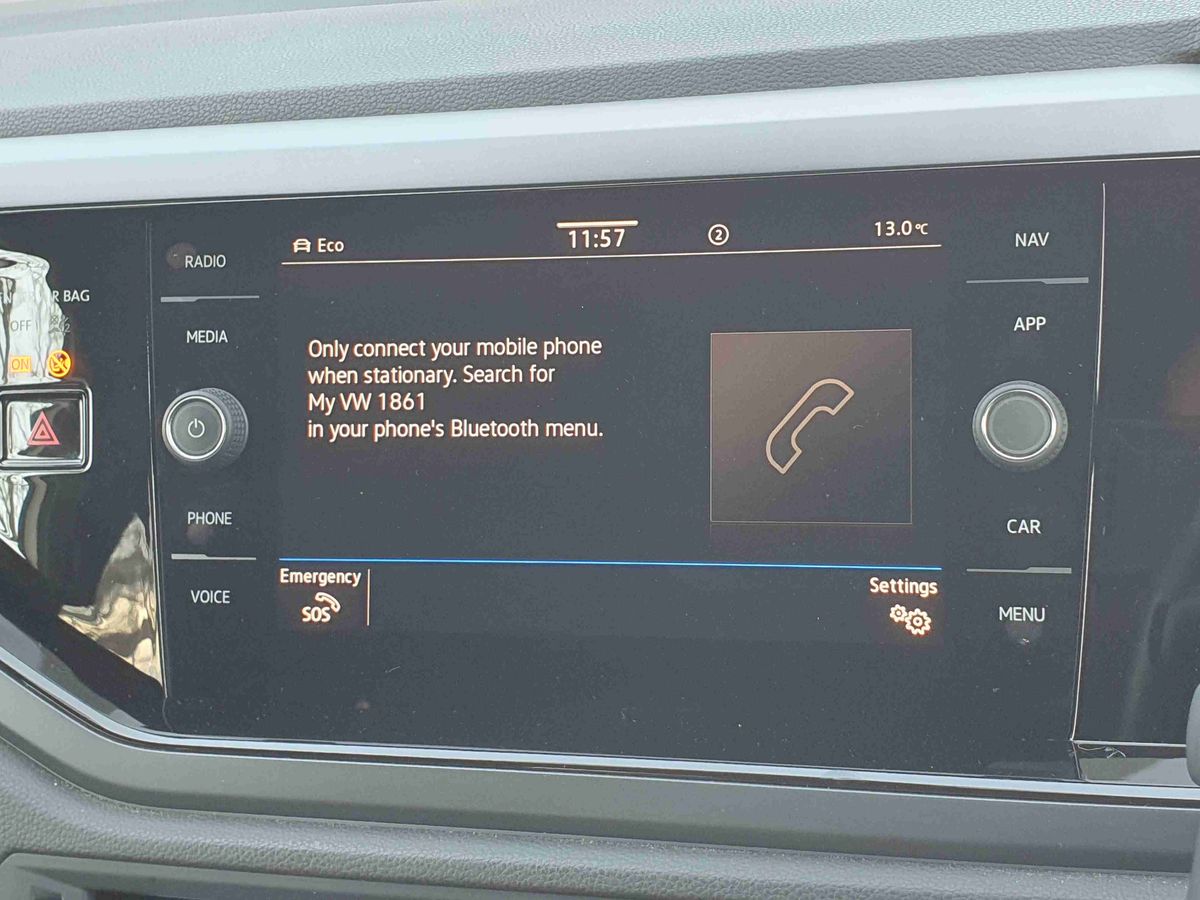 Eco
11:57
2
13.0°C
RADIO
MEDIA
PHONE
VOICE
R BAG
OFF
ON
Only connect your mobile phone
when stationary. Search for
My VW 1861
in your phone's Bluetooth menu.
Emergency
SOS
Settings
NAV
APP
CAR
MENU